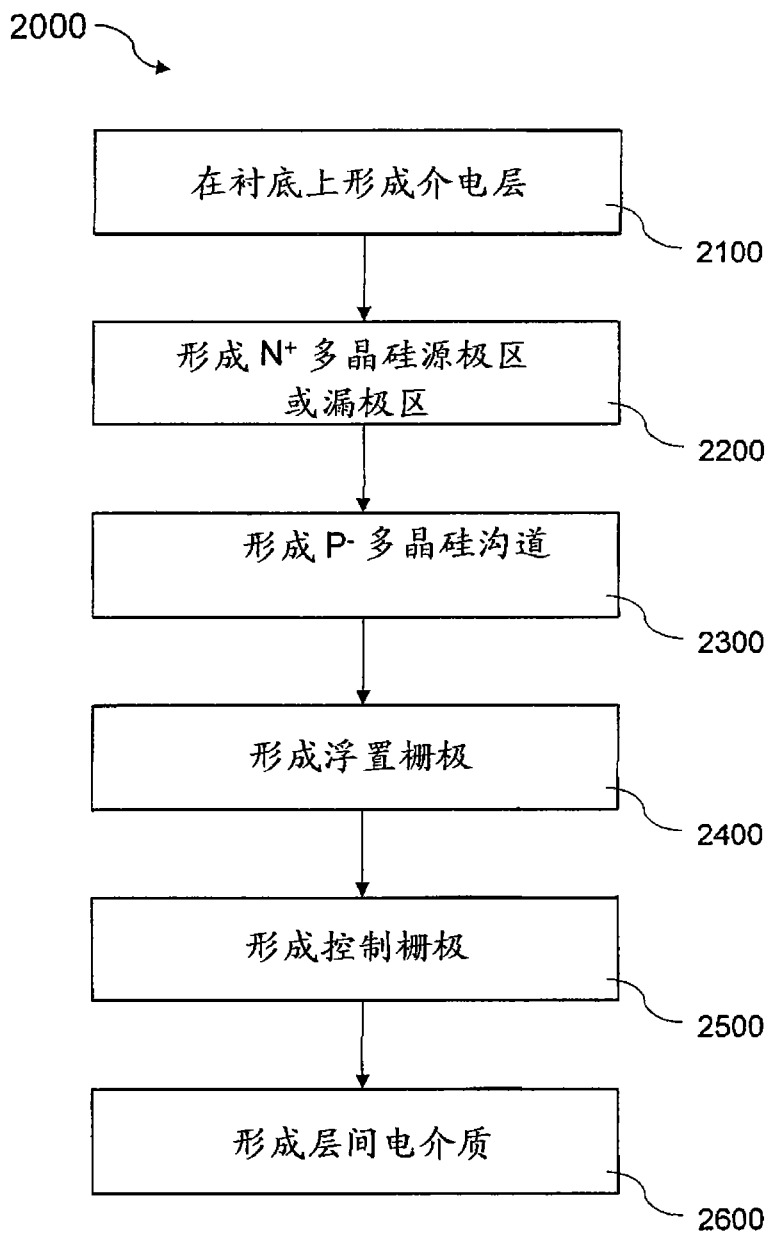 2000
在衬底上形成介电层
2100
形成 N⁺ 多晶硅源极区
或漏极区
2200
形成 P⁻ 多晶硅沟道
2300
形成浮置栅极
2400
形成控制栅极
2500
形成层间电介质
2600